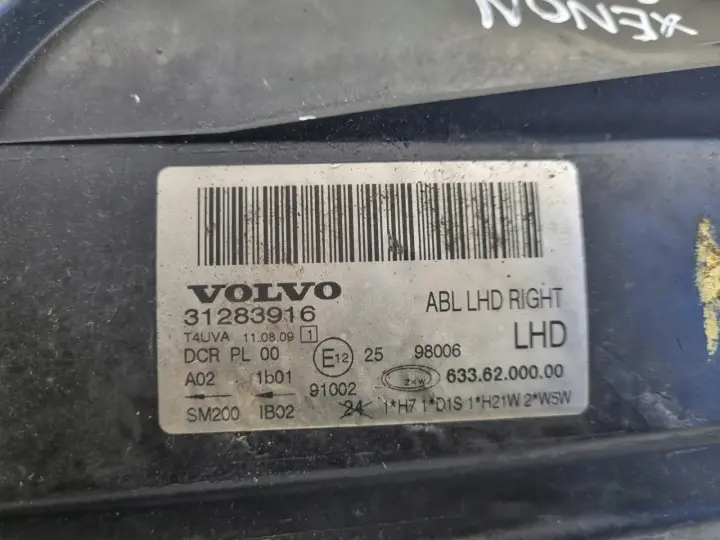 XENON
VOLVO
31283916
ABL LHD RIGHT
T4UVA 11.08.09 1
LHD
DCR PL 00 E12 25 98006
A02 1b01 91002 ZKW 633.62.000.00
SM200 IB02 24 1*H7 1*D1S 1*H21W 2*W5W